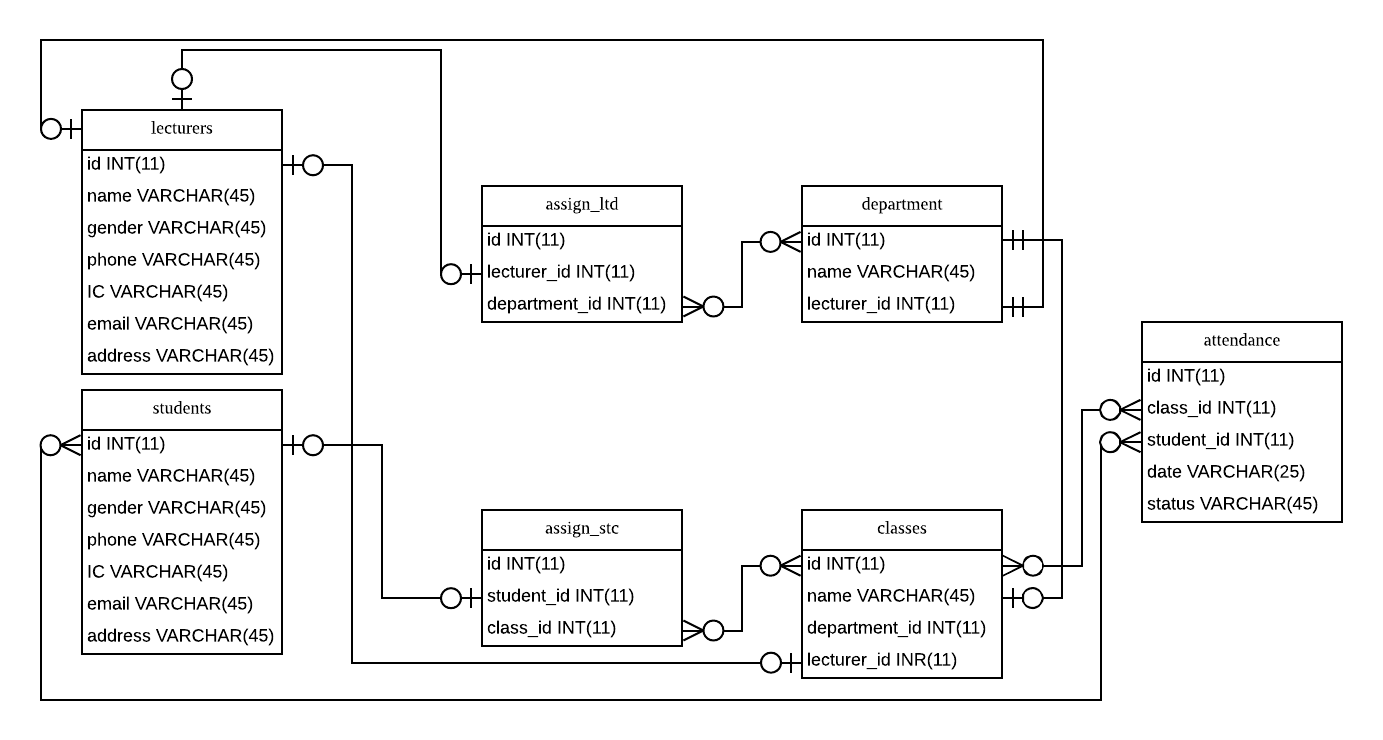 lecturers
id INT(11)
name VARCHAR(45)
gender VARCHAR(45)
phone VARCHAR(45)
IC VARCHAR(45)
email VARCHAR(45)
address VARCHAR(45)
students
id INT(11)
name VARCHAR(45)
gender VARCHAR(45)
phone VARCHAR(45)
IC VARCHAR(45)
email VARCHAR(45)
address VARCHAR(45)
assign_ltd
id INT(11)
lecturer_id INT(11)
department_id INT(11)
assign_stc
id INT(11)
student_id INT(11)
class_id INT(11)
department
id INT(11)
name VARCHAR(45)
lecturer_id INT(11)
classes
id INT(11)
name VARCHAR(45)
department_id INT(11)
lecturer_id INR(11)
attendance
id INT(11)
class_id INT(11)
student_id INT(11)
date VARCHAR(25)
status VARCHAR(45)